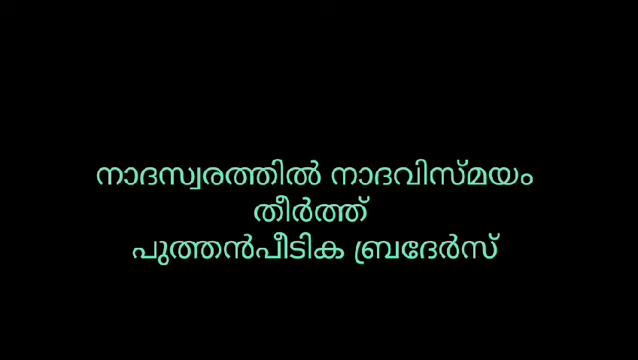 നാദസ്വരത്തിൽ നാദവിസ്മയം
തീർത്ത്
പുത്തൻപീടിക ബ്രദേർസ്